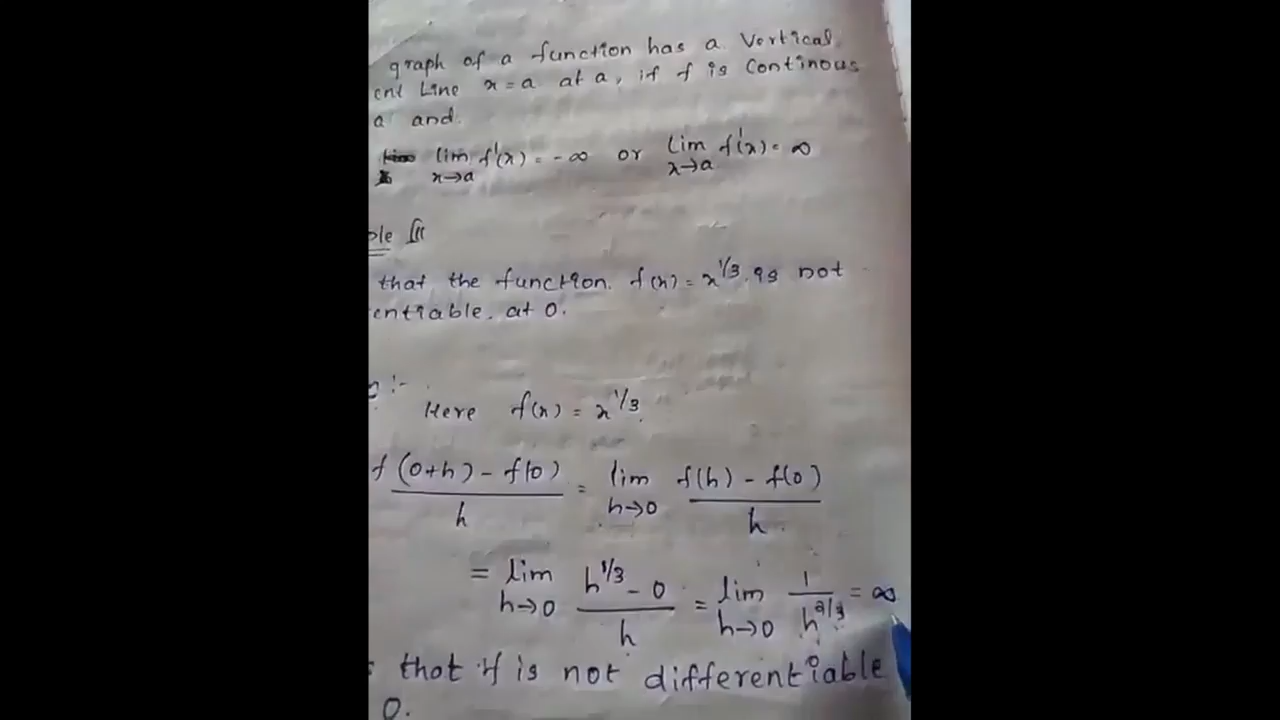 graph of a function has a Vertical
ent Line x=a at a, if f is Continous
a and
lim x→a f'(x) = -∞ or lim x→a f'(x) = ∞
ple III
that the function f(x) = x^1/3 is not
entiable. at 0.
:-
Here f(x) = x^1/3.
f(0+h) - f(0) / h = lim h→0 f(h) - f(0) / h
= lim h→0 h^1/3 - 0 / h = lim h→0 1 / h^2/3 = ∞
that if is not differentiable
0.